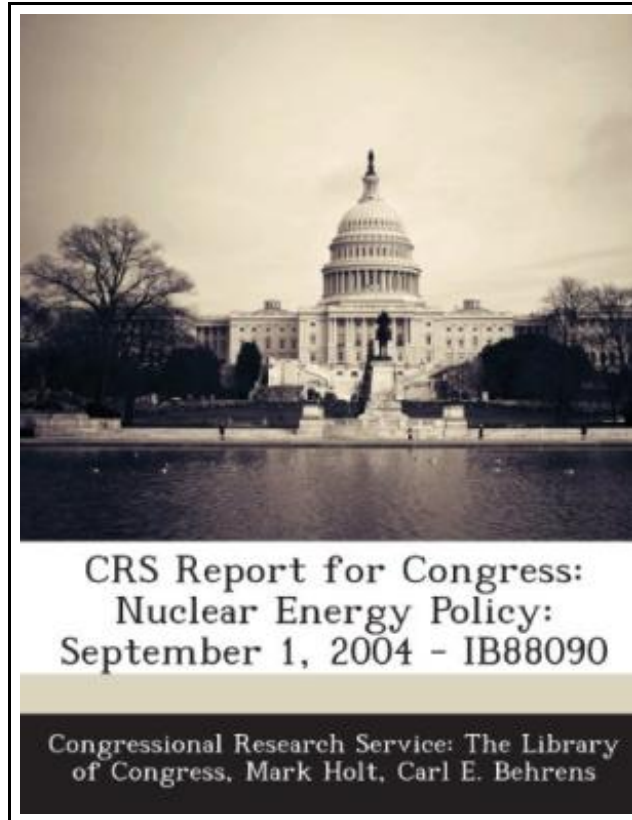 CRS Report for Congress:
Nuclear Energy Policy:
September 1, 2004 - IB88090
Congressional Research Service: The Library
of Congress, Mark Holt, Carl E. Behrens